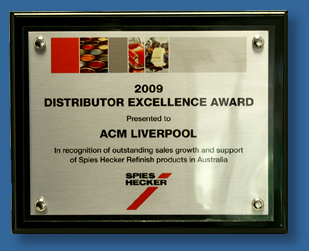 2009
DISTRIBUTOR EXCELLENCE AWARD
Presented to
ACM LIVERPOOL
In recognition of outstanding sales growth and support
of Spies Hecker Refinish products in Australia
SPIES
HECKER